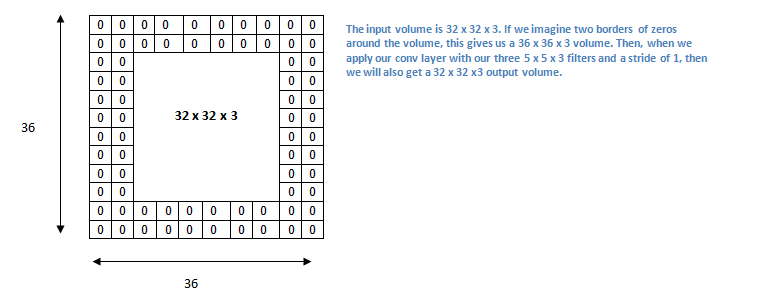 0 0 0 0 0 0 0 0 0 0
0 0 0 0 0 0 0 0 0 0
0 0 0 0
0 0 0 0
0 0 0 0
0 0 32 x 32 x 3 0 0
36
0 0 0 0
0 0 0 0
0 0 0 0
0 0 0 0
0 0 0 0 0 0 0 0 0 0
0 0 0 0 0 0 0 0 0 0
36
The input volume is 32 x 32 x 3. If we imagine two borders of zeros
around the volume, this gives us a 36 x 36 x 3 volume. Then, when we
apply our conv layer with our three 5 x 5 x 3 filters and a stride of 1, then
we will also get a 32 x 32 x3 output volume.